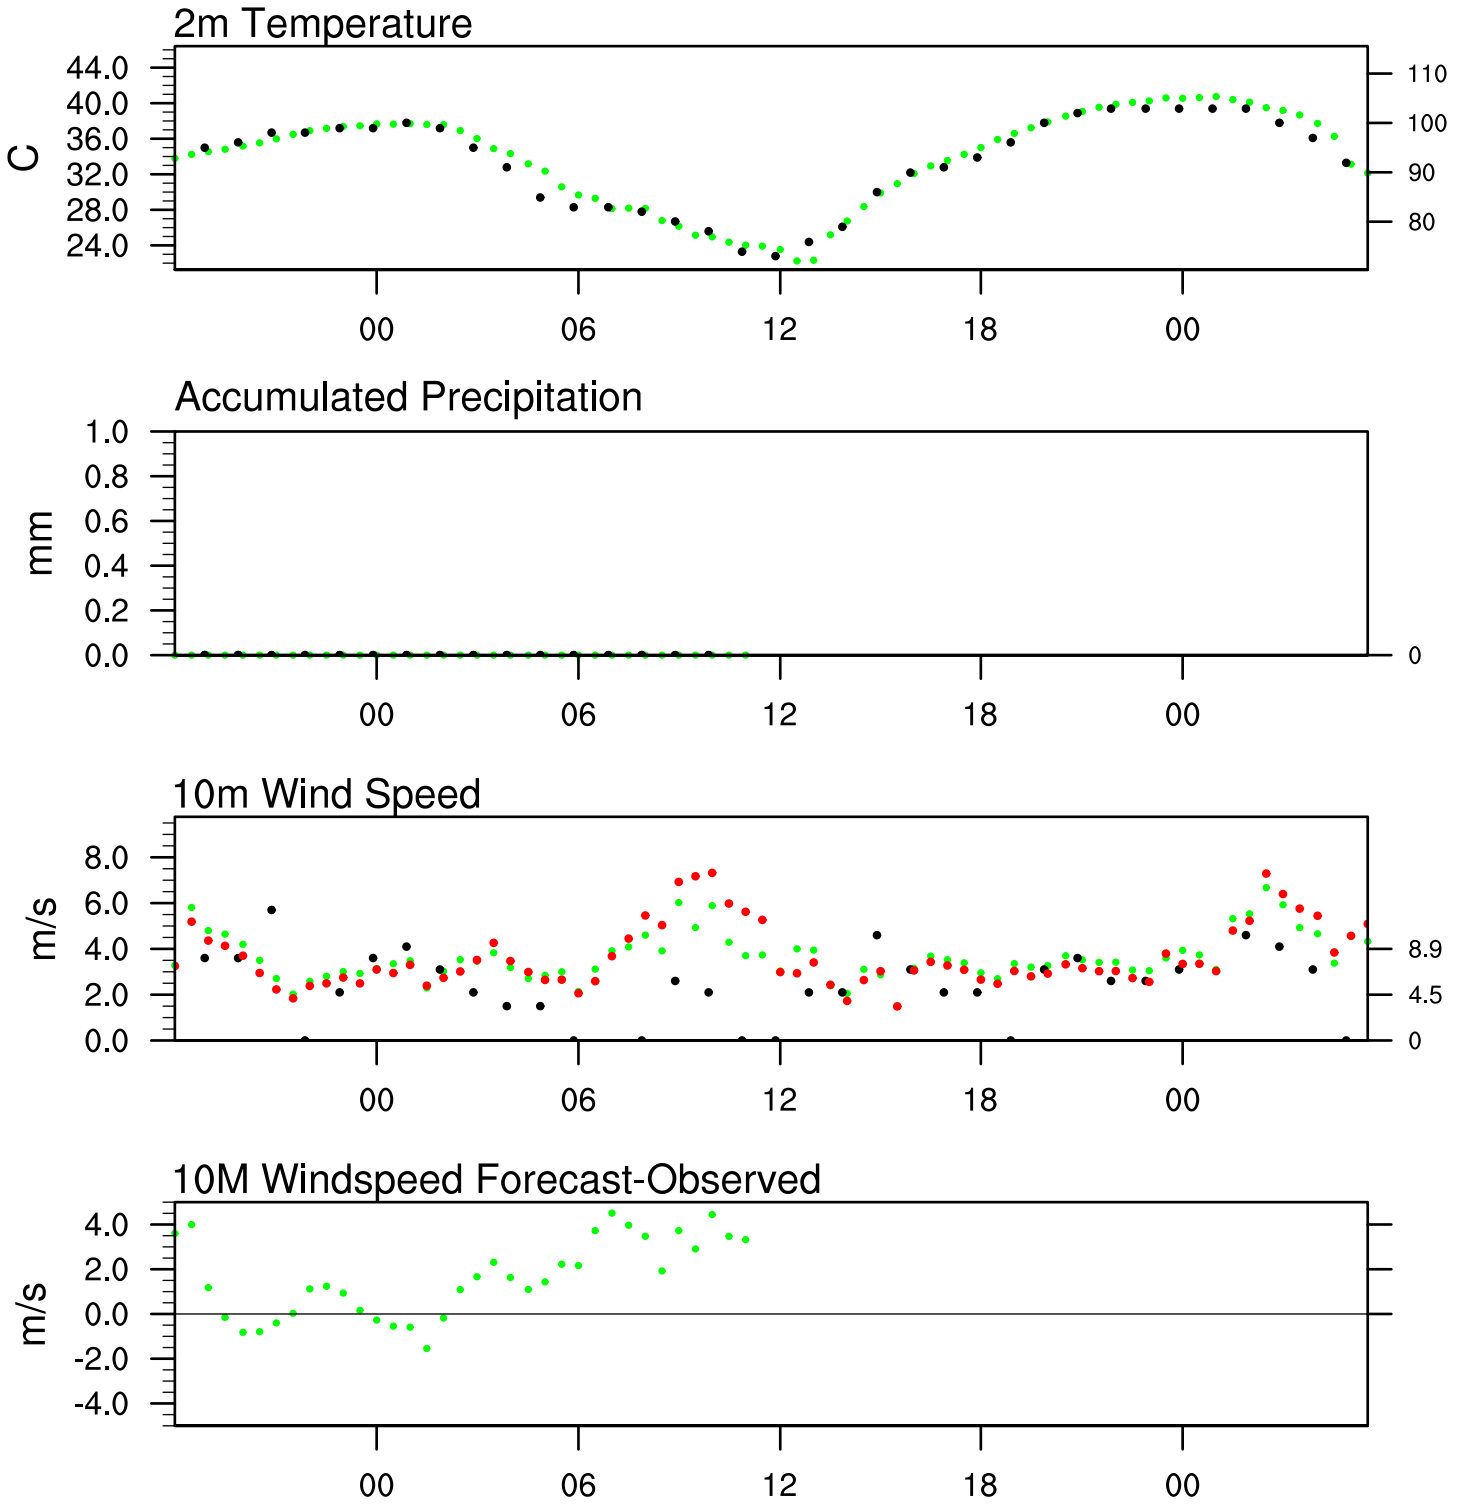 2m Temperature
44.0
40.0
36.0
32.0
28.0
24.0
C
110
100
90
80
00 06 12 18 00
Accumulated Precipitation
1.0
0.8
0.6
0.4
0.2
0.0
mm
0
00 06 12 18 00
10m Wind Speed
8.0
6.0
4.0
2.0
0.0
m/s
8.9
4.5
0
00 06 12 18 00
10M Windspeed Forecast-Observed
4.0
2.0
0.0
-2.0
-4.0
m/s
00 06 12 18 00